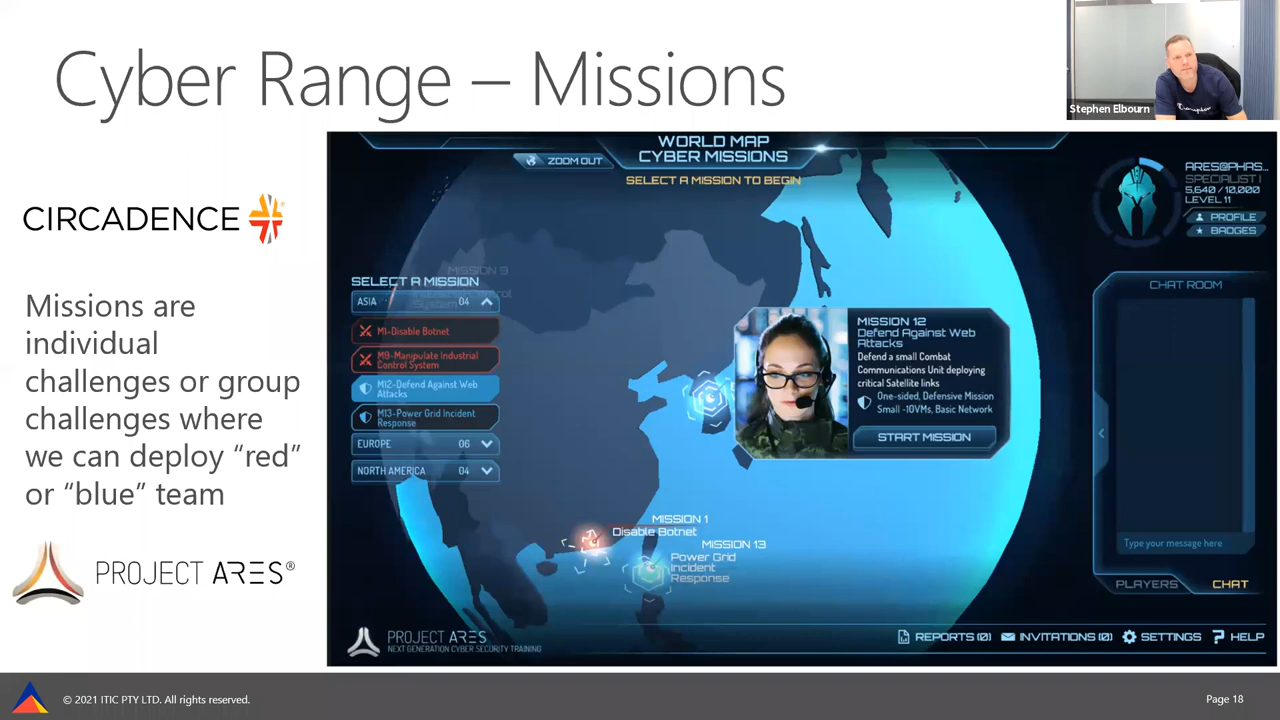 Cyber Range – Missions
Stephen Elbourn
CIRCADENCE
Missions are
individual
challenges or group
challenges where
we can deploy “red”
or “blue” team
PROJECT ARES®
WORLD MAP
CYBER MISSIONS
ZOOM OUT
SELECT A MISSION TO BEGIN
ARES@PHAS...
SPECIALIST I
5,640 / 10,000
LEVEL 11
PROFILE
BADGES
MISSION 9
SELECT A MISSION
ASIA 04
M1-Disable Botnet
M9-Manipulate Industrial
Control System
M12-Defend Against Web
Attacks
M13-Power Grid Incident
Response
EUROPE 06
NORTH AMERICA 04
MISSION 12
Defend Against Web
Attacks
Defend a small Combat
Communications Unit deploying
critical Satellite links
One-sided, Defensive Mission
Small -10VMs, Basic Network
START MISSION
MISSION 1
Disable Botnet
MISSION 13
Power Grid
Incident
Response
CHAT ROOM
Type your message here
PLAYERS CHAT
PROJECT ARES
NEXT GENERATION CYBER SECURITY TRAINING
REPORTS (0) INVITATIONS (0) SETTINGS ? HELP
© 2021 ITIC PTY LTD. All rights reserved.
Page 18